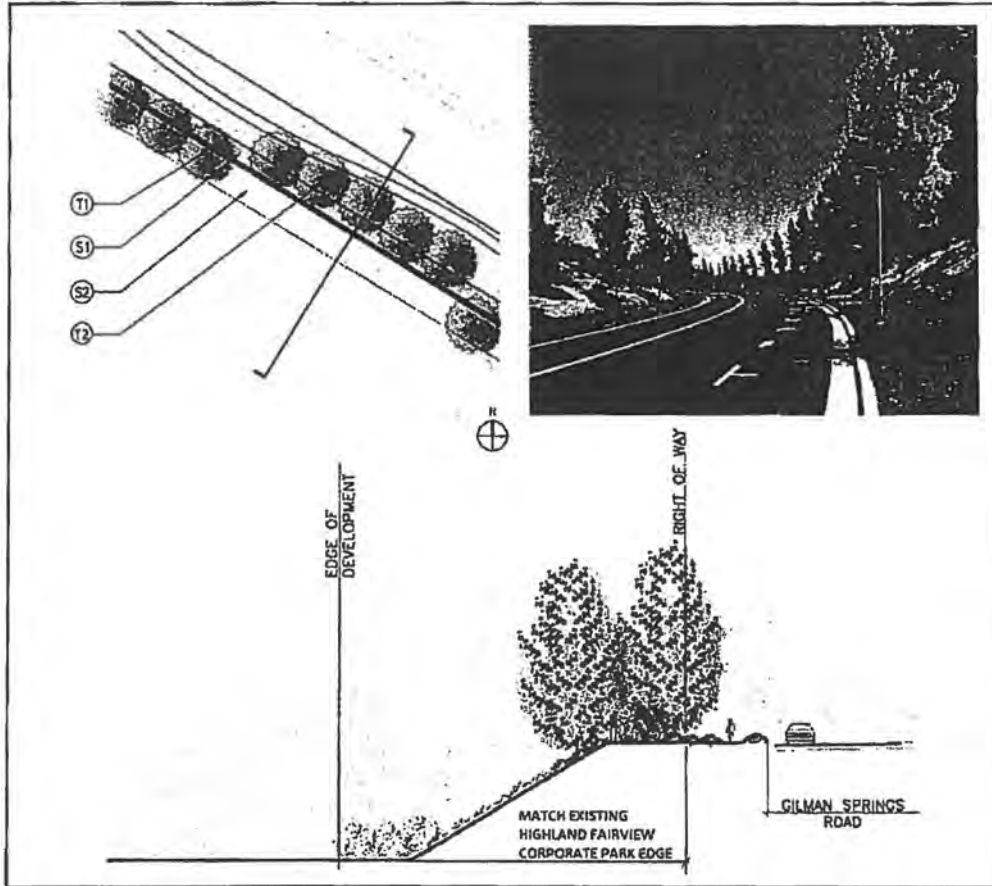 T1
S1
S2
T2
N
EDGE OF
DEVELOPMENT
RIGHT OF WAY
MATCH EXISTING
HIGHLAND FAIRVIEW
CORPORATE PARK EDGE
GILMAN SPRINGS
ROAD